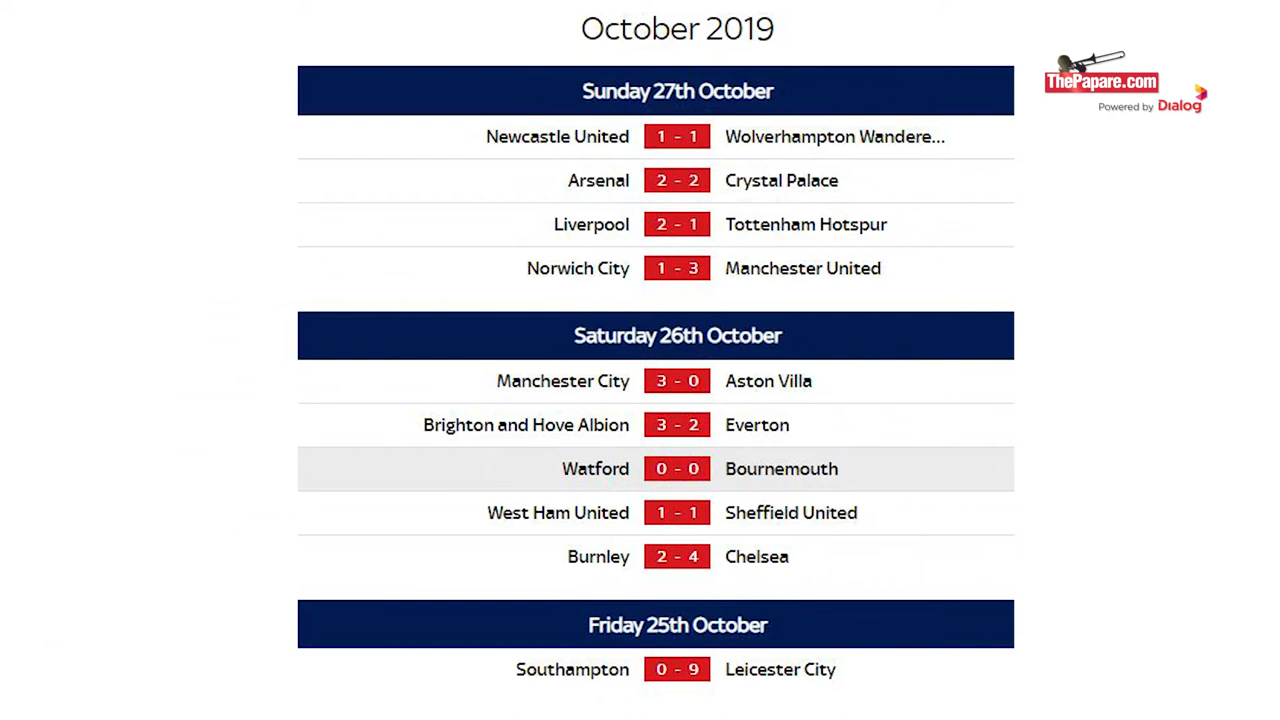 October 2019
ThePapare.com
Powered by Dialog
Sunday 27th October
Newcastle United 1 - 1 Wolverhampton Wandere...
Arsenal 2 - 2 Crystal Palace
Liverpool 2 - 1 Tottenham Hotspur
Norwich City 1 - 3 Manchester United
Saturday 26th October
Manchester City 3 - 0 Aston Villa
Brighton and Hove Albion 3 - 2 Everton
Watford 0 - 0 Bournemouth
West Ham United 1 - 1 Sheffield United
Burnley 2 - 4 Chelsea
Friday 25th October
Southampton 0 - 9 Leicester City